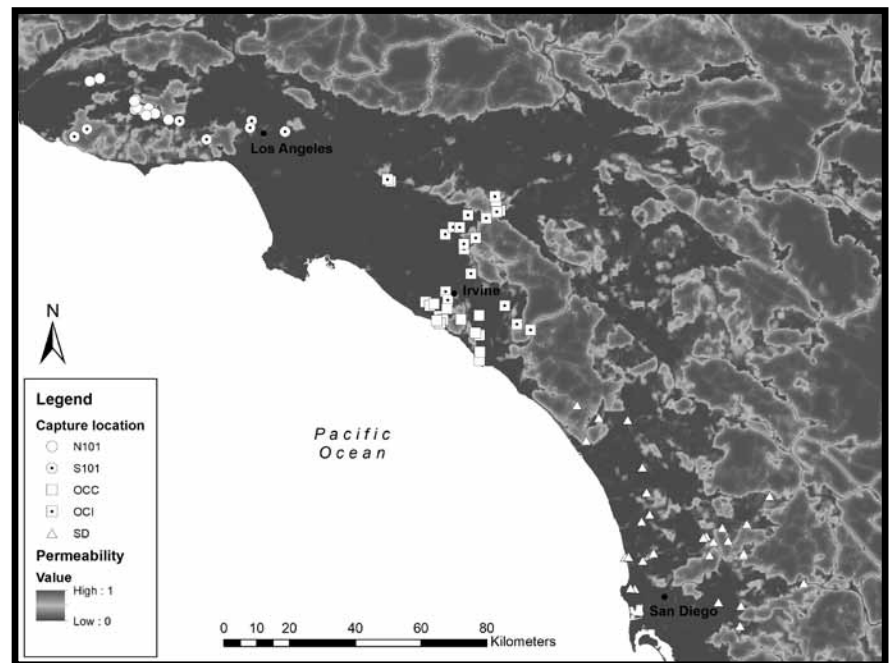 Los Angeles
Irvine
N
Legend
Capture location
N101
S101
OCC
OCI
SD
Permeability
Value
High : 1
Low : 0
Pacific
Ocean
San Diego
0 10 20 40 60 80
Kilometers